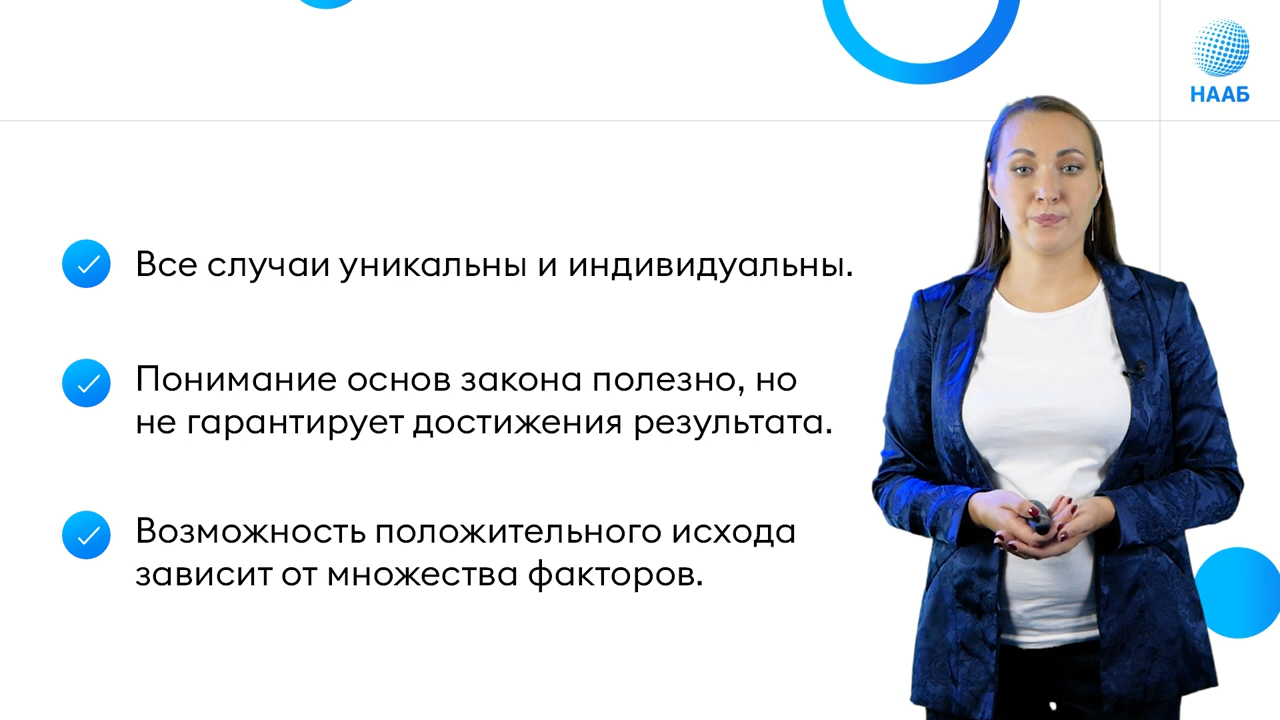 НААБ
Все случаи уникальны и индивидуальны.
Понимание основ закона полезно, но
не гарантирует достижения результата.
Возможность положительного исхода
зависит от множества факторов.